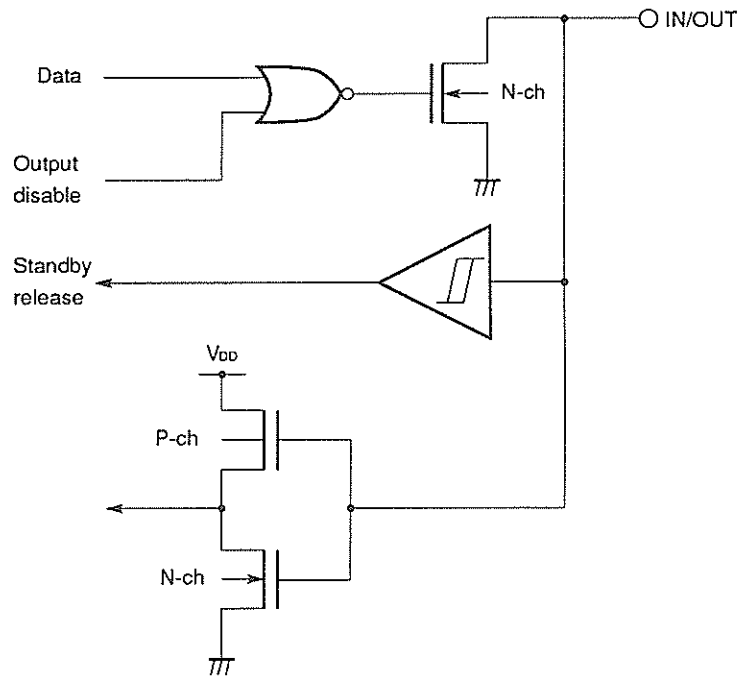 IN/OUT
Data
N-ch
Output
disable
Standby
release
VDD
P-ch
N-ch